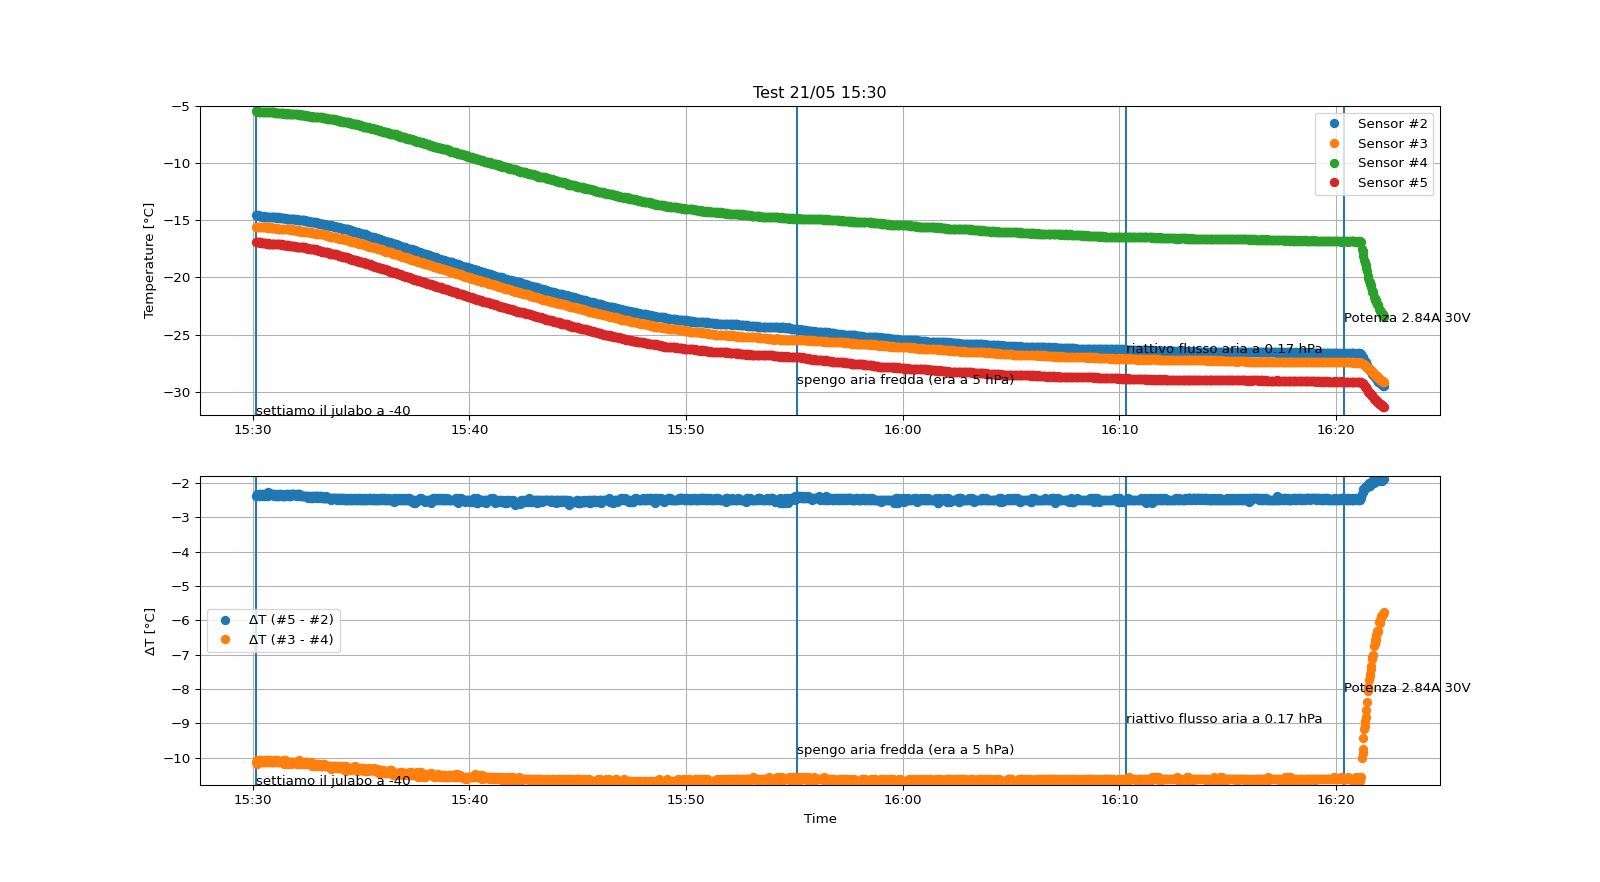 Test 21/05 15:30
Temperature [°C]
−5
−10
−15
−20
−25
−30
Sensor #2
Sensor #3
Sensor #4
Sensor #5
Potenza 2.84A 30V
riattivo flusso aria a 0.17 hPa
spengo aria fredda (era a 5 hPa)
settiamo il julabo a -40
15:30 15:40 15:50 16:00 16:10 16:20
ΔT [°C]
−2
−3
−4
−5
−6
−7
−8
−9
−10
ΔT (#5 - #2)
ΔT (#3 - #4)
Potenza 2.84A 30V
riattivo flusso aria a 0.17 hPa
spengo aria fredda (era a 5 hPa)
settiamo il julabo a -40
15:30 15:40 15:50 16:00 16:10 16:20
Time